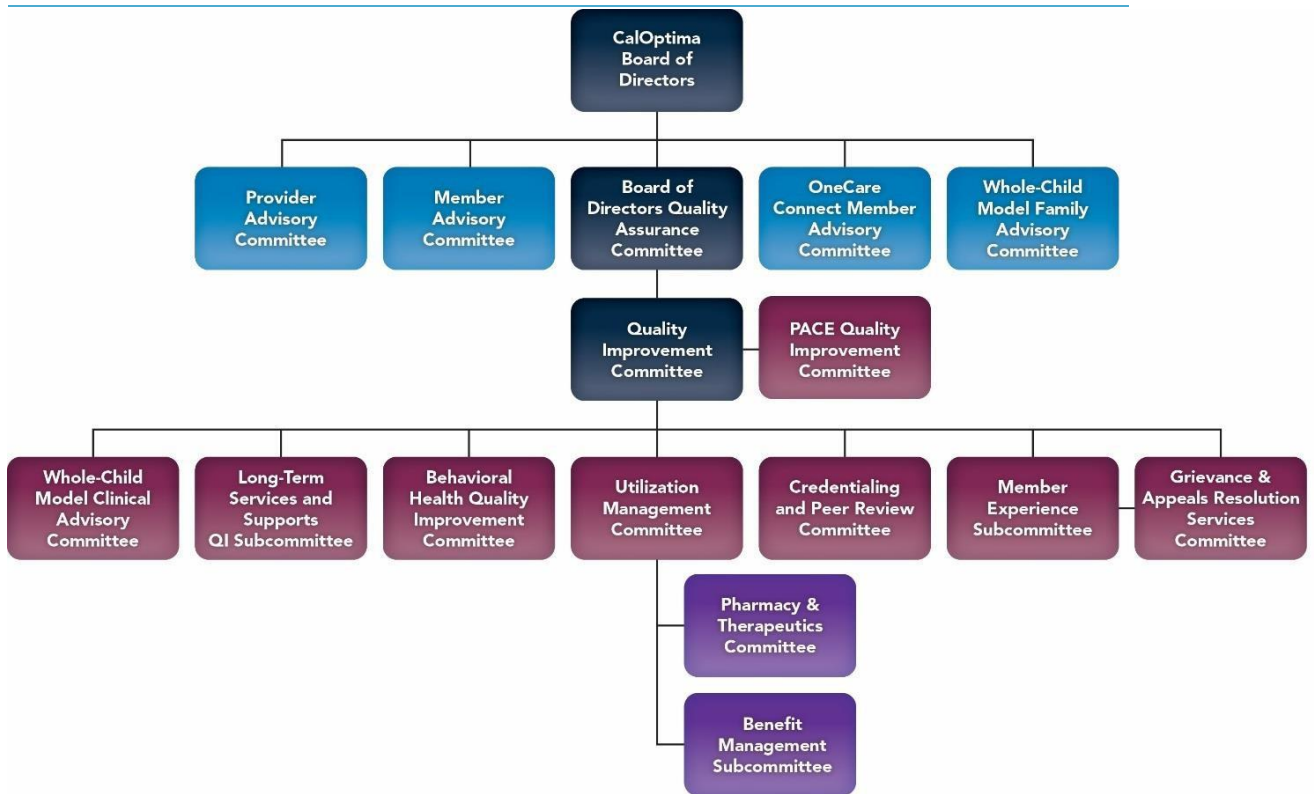 CalOptima
Board of
Directors
Provider
Advisory
Committee
Member
Advisory
Committee
Board of
Directors Quality
Assurance
Committee
OneCare
Connect Member
Advisory
Committee
Whole-Child
Model Family
Advisory
Committee
Quality
Improvement
Committee
PACE Quality
Improvement
Committee
Whole-Child
Model Clinical
Advisory
Committee
Long-Term
Services and
Supports
QI Subcommittee
Behavioral
Health Quality
Improvement
Committee
Utilization
Management
Committee
Credentialing
and Peer Review
Committee
Member
Experience
Subcommittee
Grievance &
Appeals Resolution
Services
Committee
Pharmacy &
Therapeutics
Committee
Benefit
Management
Subcommittee